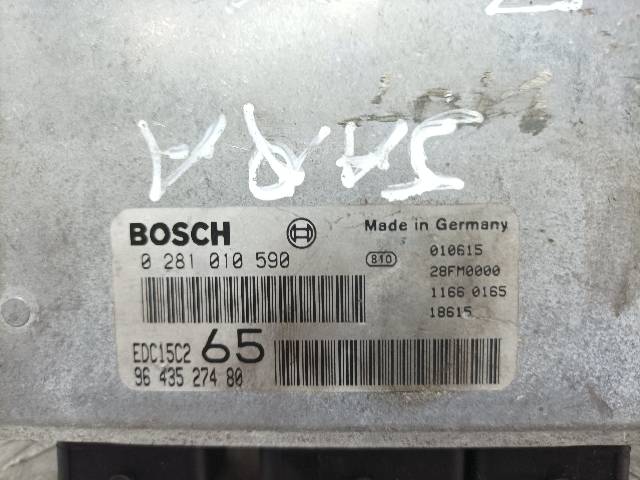 BOSCH
Made in Germany
0 281 010 590
810
010615
28FM0000
1166 0165
18615
EDC15C2 65
96 435 274 80